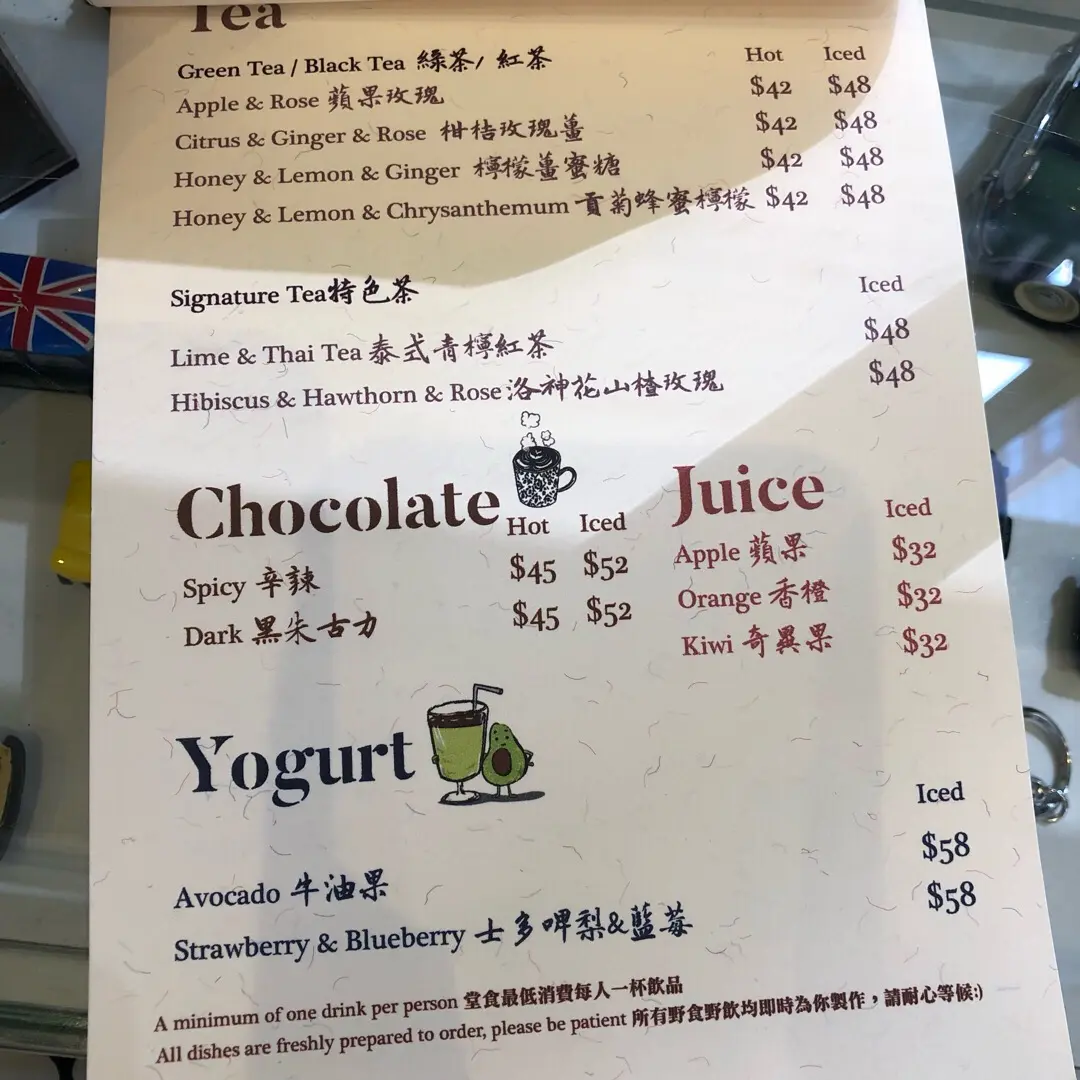 Tea
Green Tea / Black Tea 綠茶/ 紅茶 Hot Iced
Apple & Rose 蘋果玫瑰 $42 $48
Citrus & Ginger & Rose 柑桔玫瑰薑 $42 $48
Honey & Lemon & Ginger 檸檬薑蜜糖 $42 $48
Honey & Lemon & Chrysanthemum 貢菊蜂蜜檸檬 $42 $48
Signature Tea特色茶 Iced
Lime & Thai Tea 泰式青檸紅茶 $48
Hibiscus & Hawthorn & Rose洛神花山楂玫瑰 $48
Chocolate
Hot Iced
Spicy 辛辣 $45 $52
Dark 黑朱古力 $45 $52
Juice
Iced
Apple 蘋果 $32
Orange 香橙 $32
Kiwi 奇異果 $32
Yogurt
Iced
Avocado 牛油果 $58
Strawberry & Blueberry 士多啤梨&藍莓 $58
A minimum of one drink per person 堂食最低消費每人一杯飲品
All dishes are freshly prepared to order, please be patient 所有野食野飲均即時為你製作，請耐心等候:)